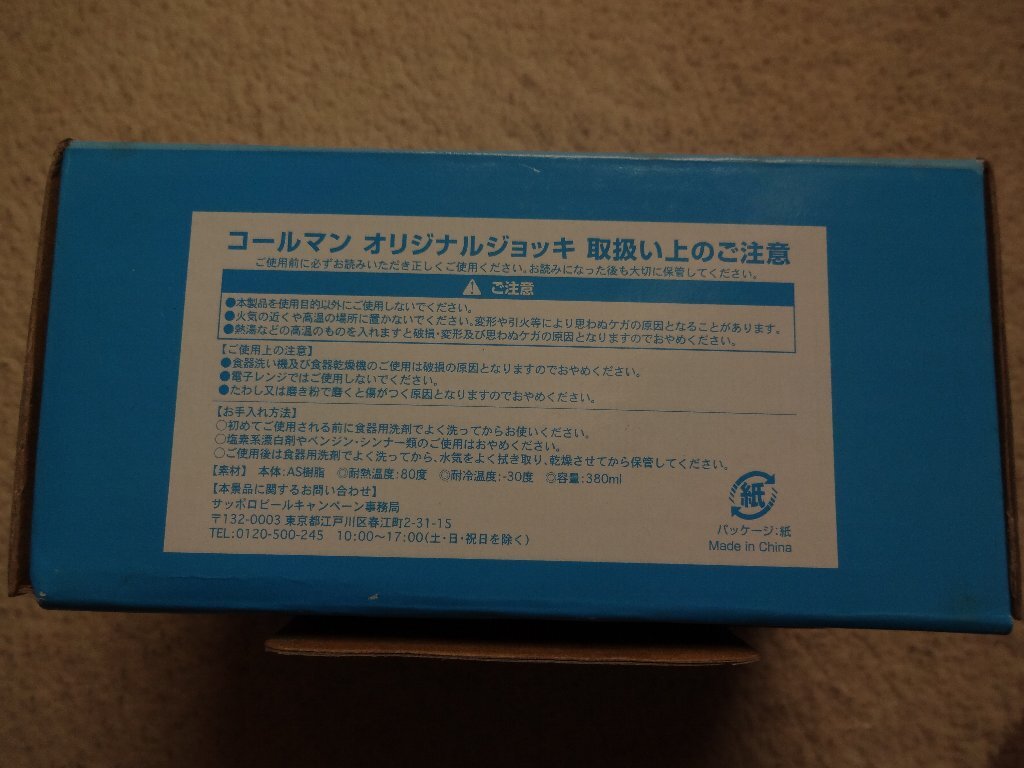 コールマン オリジナルジョッキ 取扱い上のご注意
ご使用前に必ずお読みいただき正しくご使用ください。お読みになった後も大切に保管してください。
ご注意
●本製品を使用目的以外にご使用しないでください。
●火気の近くや高温の場所に置かないでください。変形や引火等により思わぬケガの原因となることがあります。
●熱湯などの高温のものを入れますと破損・変形及び思わぬケガの原因となりますのでおやめください。
【ご使用上の注意】
●食器洗い機及び食器乾燥機のご使用は破損の原因となりますのでおやめください。
●電子レンジではご使用しないでください。
●たわし又は磨き粉で磨くと傷がつく原因となりますのでおやめください。
【お手入れ方法】
○初めてご使用される前に食器用洗剤でよく洗ってからお使いください。
○塩素系漂白剤やベンジン・シンナー類のご使用はおやめください。
○ご使用後は食器用洗剤でよく洗ってから、水気をよく拭き取り、乾燥させてから保管してください。
【素材】 本体:AS樹脂 ◎耐熱温度:80度 ◎耐冷温度:-30度 ◎容量:380ml
【本景品に関するお問い合わせ】
サッポロビールキャンペーン事務局
〒132-0003 東京都江戸川区春江町2-31-15
TEL:0120-500-245 10:00～17:00(土・日・祝日を除く)
紙
パッケージ:紙
Made in China